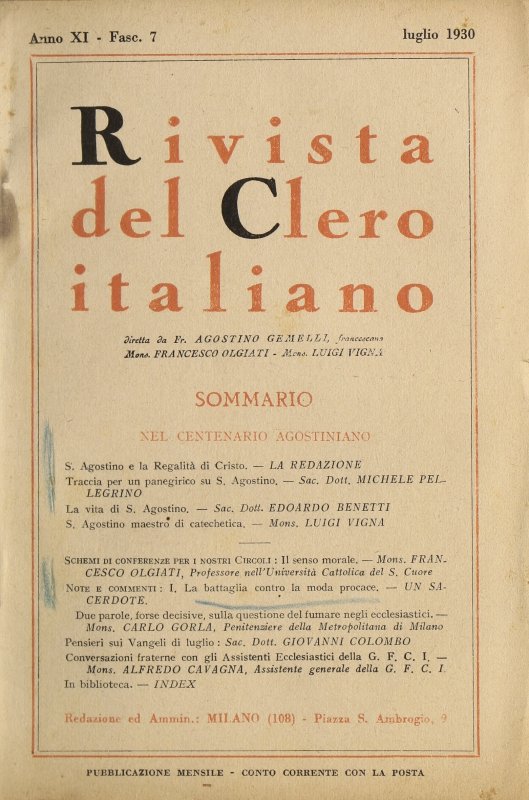 Anno XI - Fasc. 7
luglio 1930
Rivista
del Clero
italiano
diretta da Fr. AGOSTINO GEMELLI, francescano
Mons. FRANCESCO OLGIATI - Mons. LUIGI VIGNA
SOMMARIO
NEL CENTENARIO AGOSTINIANO
S. Agostino e la Regalità di Cristo. — LA REDAZIONE
Traccia per un panegirico su S. Agostino. — Sac. Dott. MICHELE PEL-
LEGRINO
La vita di S. Agostino. — Sac. Dott. EDOARDO BENETTI
S. Agostino maestro di catechetica. — Mons. LUIGI VIGNA
SCHEMI DI CONFERENZE PER I NOSTRI CIRCOLI : Il senso morale. — Mons. FRAN-
CESCO OLGIATI, Professore nell'Università Cattolica del S. Cuore
NOTE E COMMENTI : I. La battaglia contro la moda procace. — UN SA-
CERDOTE.
Due parole, forse decisive, sulla questione del fumare negli ecclesiastici. —
Mons. CARLO GORLA, Penitenziere della Metropolitana di Milano
Pensieri sui Vangeli di luglio : Sac. Dott. GIOVANNI COLOMBO
Conversazioni fraterne con gli Assistenti Ecclesiastici della G. F. C. I. —
Mons. ALFREDO CAVAGNA, Assistente generale della G. F. C. I.
In biblioteca. — INDEX
Redazione ed Ammin.: MILANO (108) - Piazza S. Ambrogio, 9
PUBBLICAZIONE MENSILE - CONTO CORRENTE CON LA POSTA